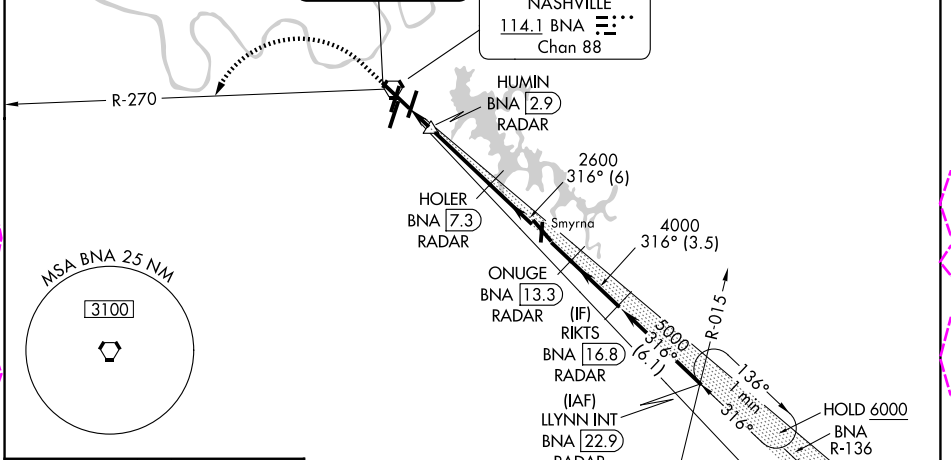 NASHVILLE
114.1 BNA
Chan 88
HUMIN
BNA 2.9
RADAR
R-270
2600
316° (6)
HOLER
BNA 7.3
RADAR
Smyrna
4000
316° (3.5)
ONUGE
BNA 13.3
RADAR
MSA BNA 25 NM
3100
R-015
(IF)
RIKTS
BNA 16.8
RADAR
5000
316°
(6.1)
136°
1 min
316°
(IAF)
LLYNN INT
BNA 22.9
RADAR
HOLD 6000
BNA
R-136